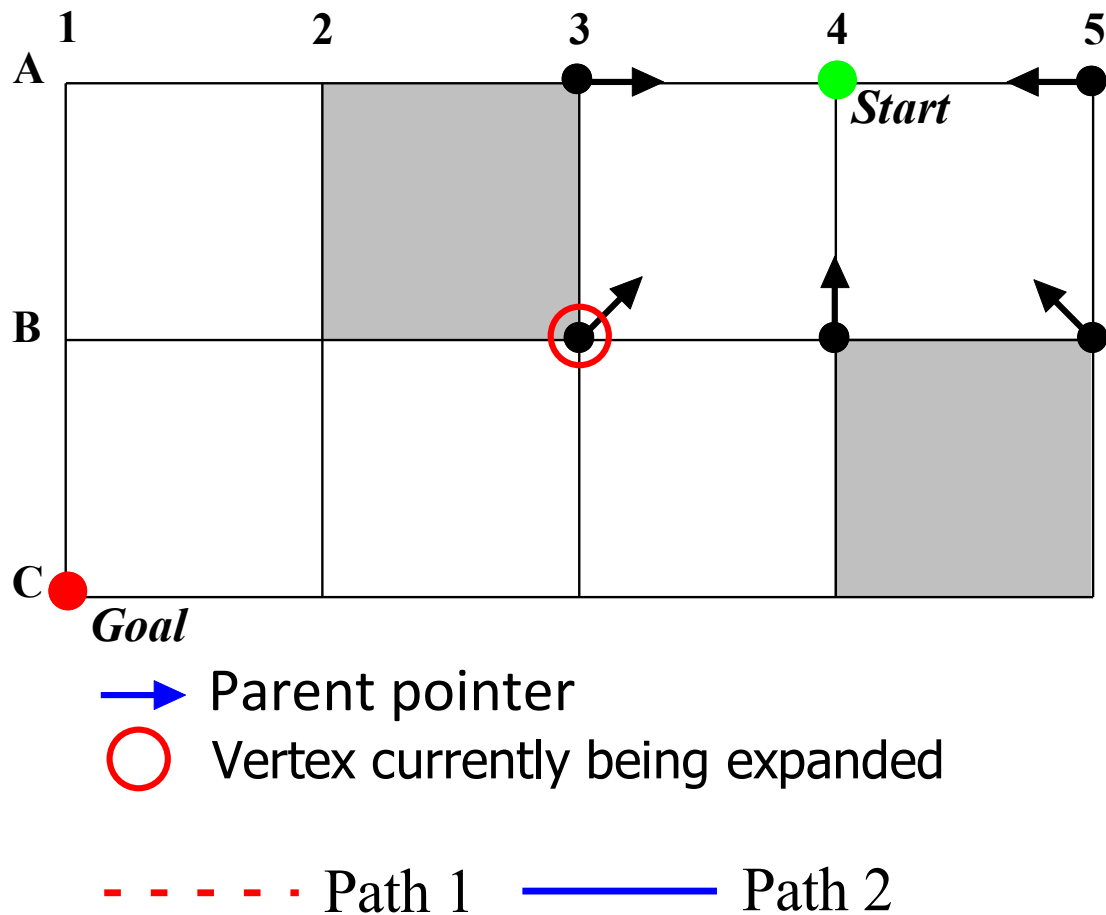 1 2 3 4 5
A
Start
B
C
Goal
Parent pointer
Vertex currently being expanded
Path 1 Path 2